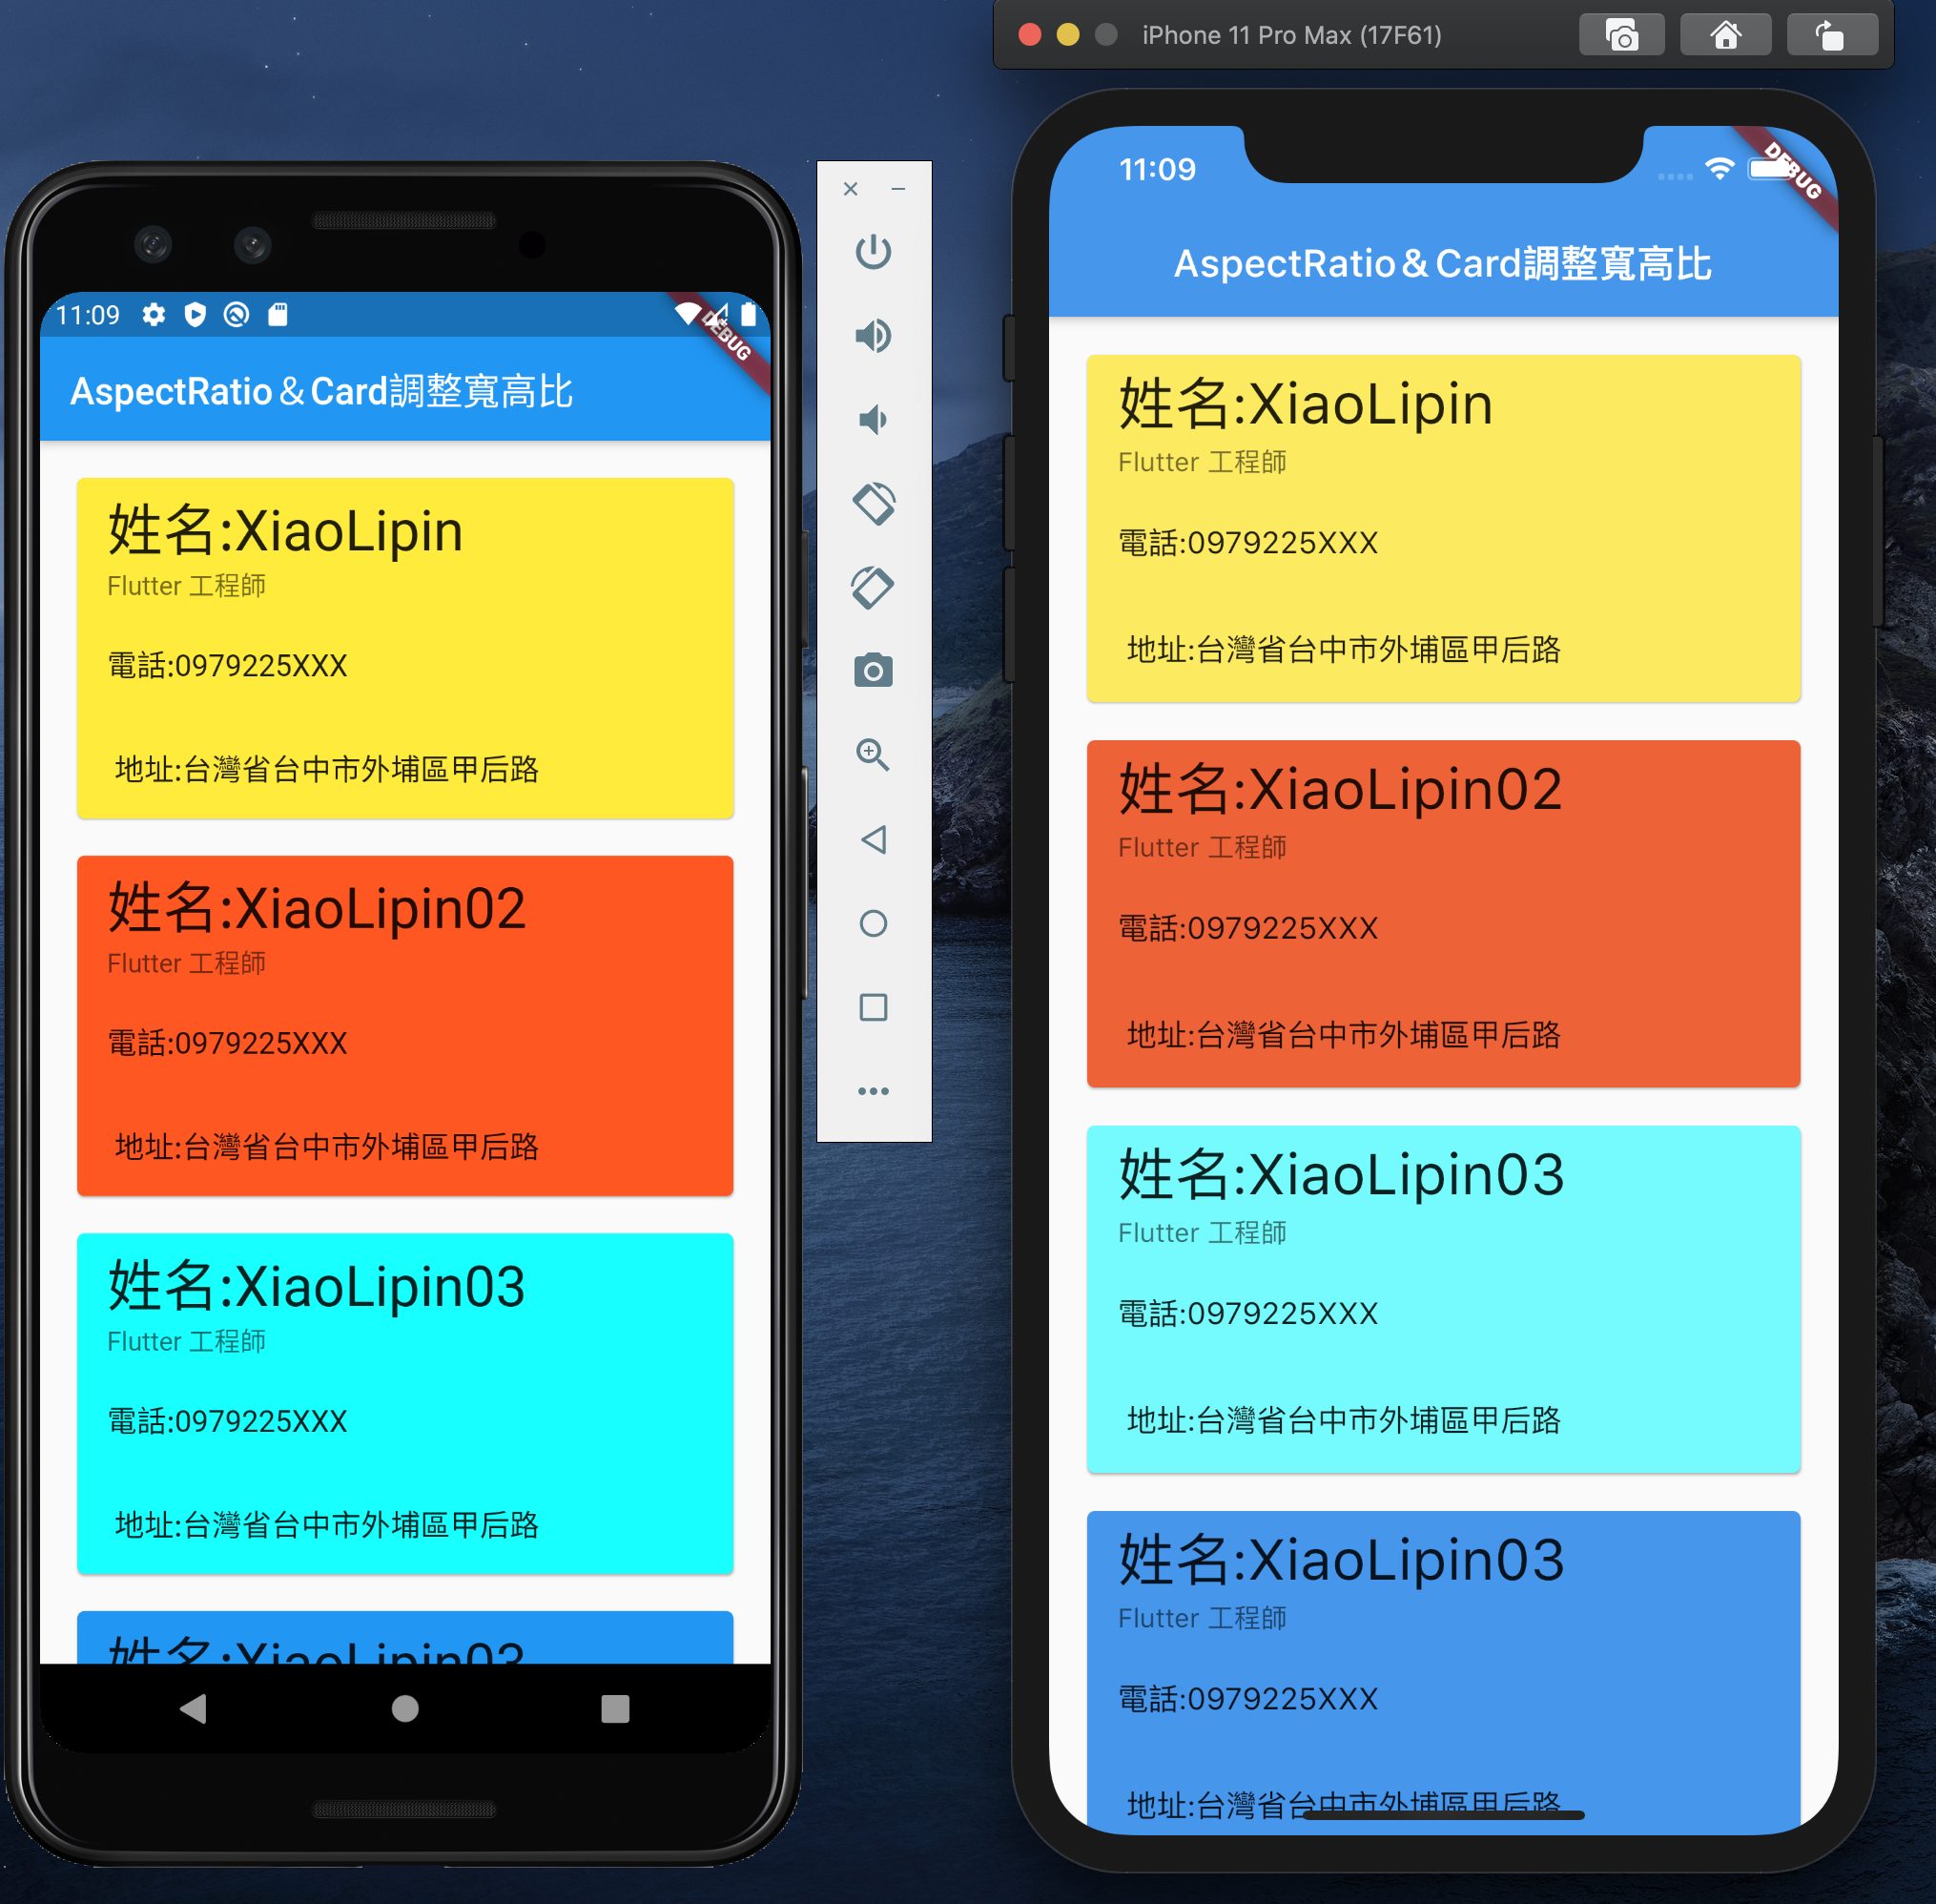 11:09
DEBUG
AspectRatio＆Card調整寬高比
姓名:XiaoLipin
Flutter 工程師
電話:0979225XXX
地址:台灣省台中市外埔區甲后路
姓名:XiaoLipin02
Flutter 工程師
電話:0979225XXX
地址:台灣省台中市外埔區甲后路
姓名:XiaoLipin03
Flutter 工程師
電話:0979225XXX
地址:台灣省台中市外埔區甲后路
姓名:XiaoLipin03
iPhone 11 Pro Max (17F61)
11:09
DEBUG
AspectRatio＆Card調整寬高比
姓名:XiaoLipin
Flutter 工程師
電話:0979225XXX
地址:台灣省台中市外埔區甲后路
姓名:XiaoLipin02
Flutter 工程師
電話:0979225XXX
地址:台灣省台中市外埔區甲后路
姓名:XiaoLipin03
Flutter 工程師
電話:0979225XXX
地址:台灣省台中市外埔區甲后路
姓名:XiaoLipin03
Flutter 工程師
電話:0979225XXX
地址:台灣省台中市外埔區甲后路